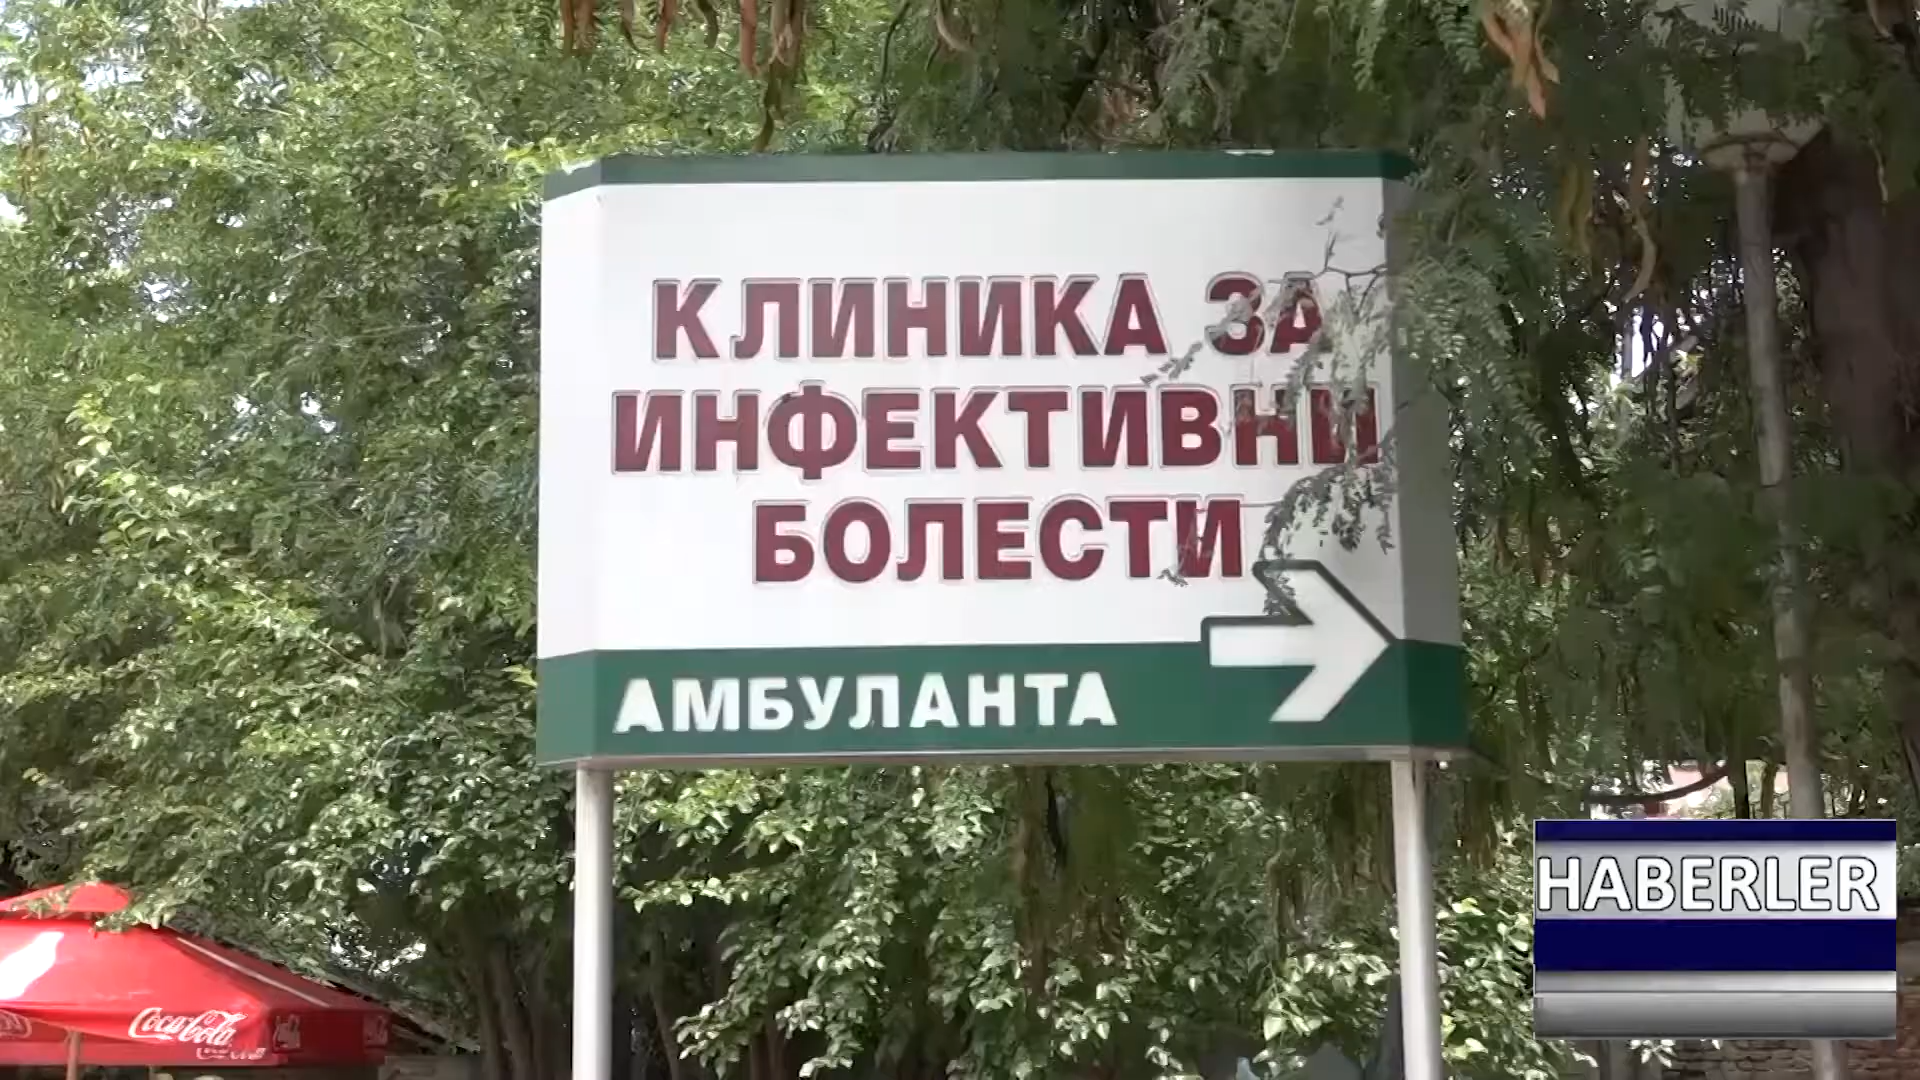 КЛИНИКА ЗА
ИНФЕКТИВНИ
БОЛЕСТИ
АМБУЛАНТА
HABERLER
Coca-Cola